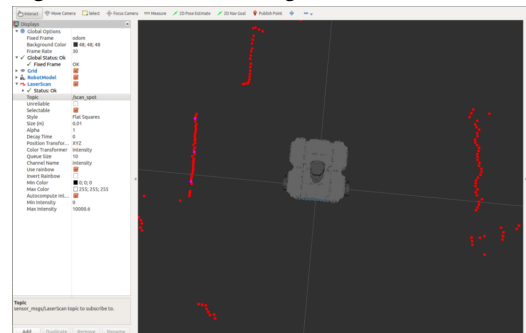 Interact Move Camera Select Focus Camera Measure 2D Pose Estimate 2D Nav Goal Publish Point
Displays
Global Options
Fixed Frame odom
Background Color 48; 48; 48
Frame Rate 30
Global Status: Ok
Fixed Frame OK
Grid
RobotModel
LaserScan
Status: Ok
Topic /scan_spot
Unreliable
Selectable
Style Flat Squares
Size (m) 0.01
Alpha 1
Decay Time 0
Position Transfor... XYZ
Color Transformer Intensity
Queue Size 10
Channel Name intensity
Use rainbow
Invert Rainbow
Min Color 0; 0; 0
Max Color 255; 255; 255
Autocompute Int...
Min Intensity 0
Max Intensity 10000.6
Topic
sensor_msgs/LaserScan topic to subscribe to.
Add Duplicate Remove Rename